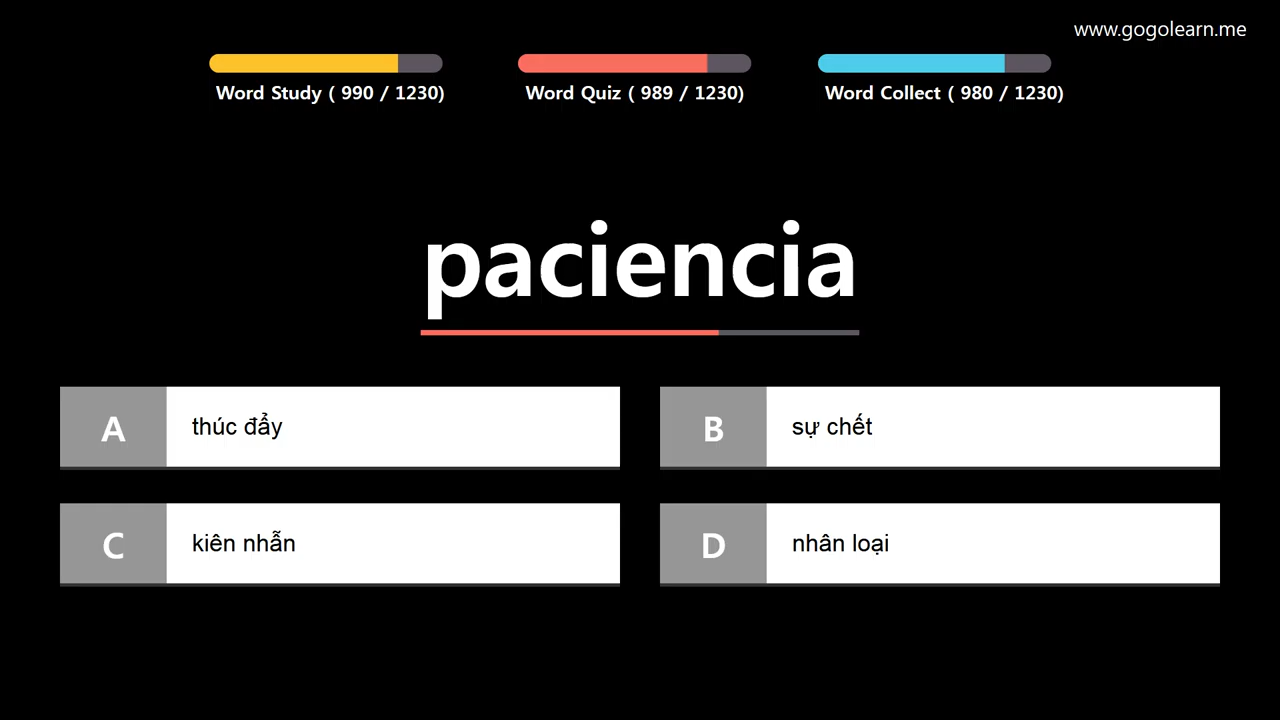 www.gogolearn.me
Word Study ( 990 / 1230)
Word Quiz ( 989 / 1230)
Word Collect ( 980 / 1230)
paciencia
A thúc đẩy
B sự chết
C kiên nhẫn
D nhân loại